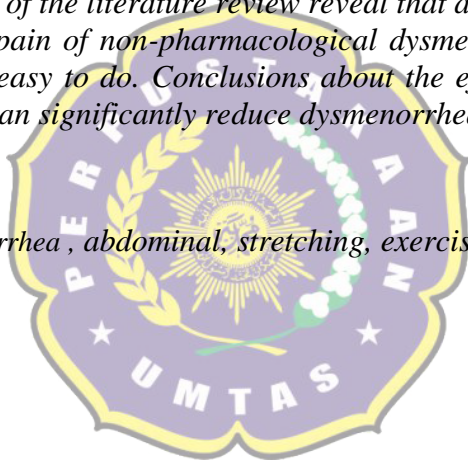 of the literature review reveal that a
pain of non-pharmacological dysme
easy to do. Conclusions about the e
an significantly reduce dysmenorrhea
rrhea , abdominal, stretching, exercis
PERPUSTAKAAN
UMTAS